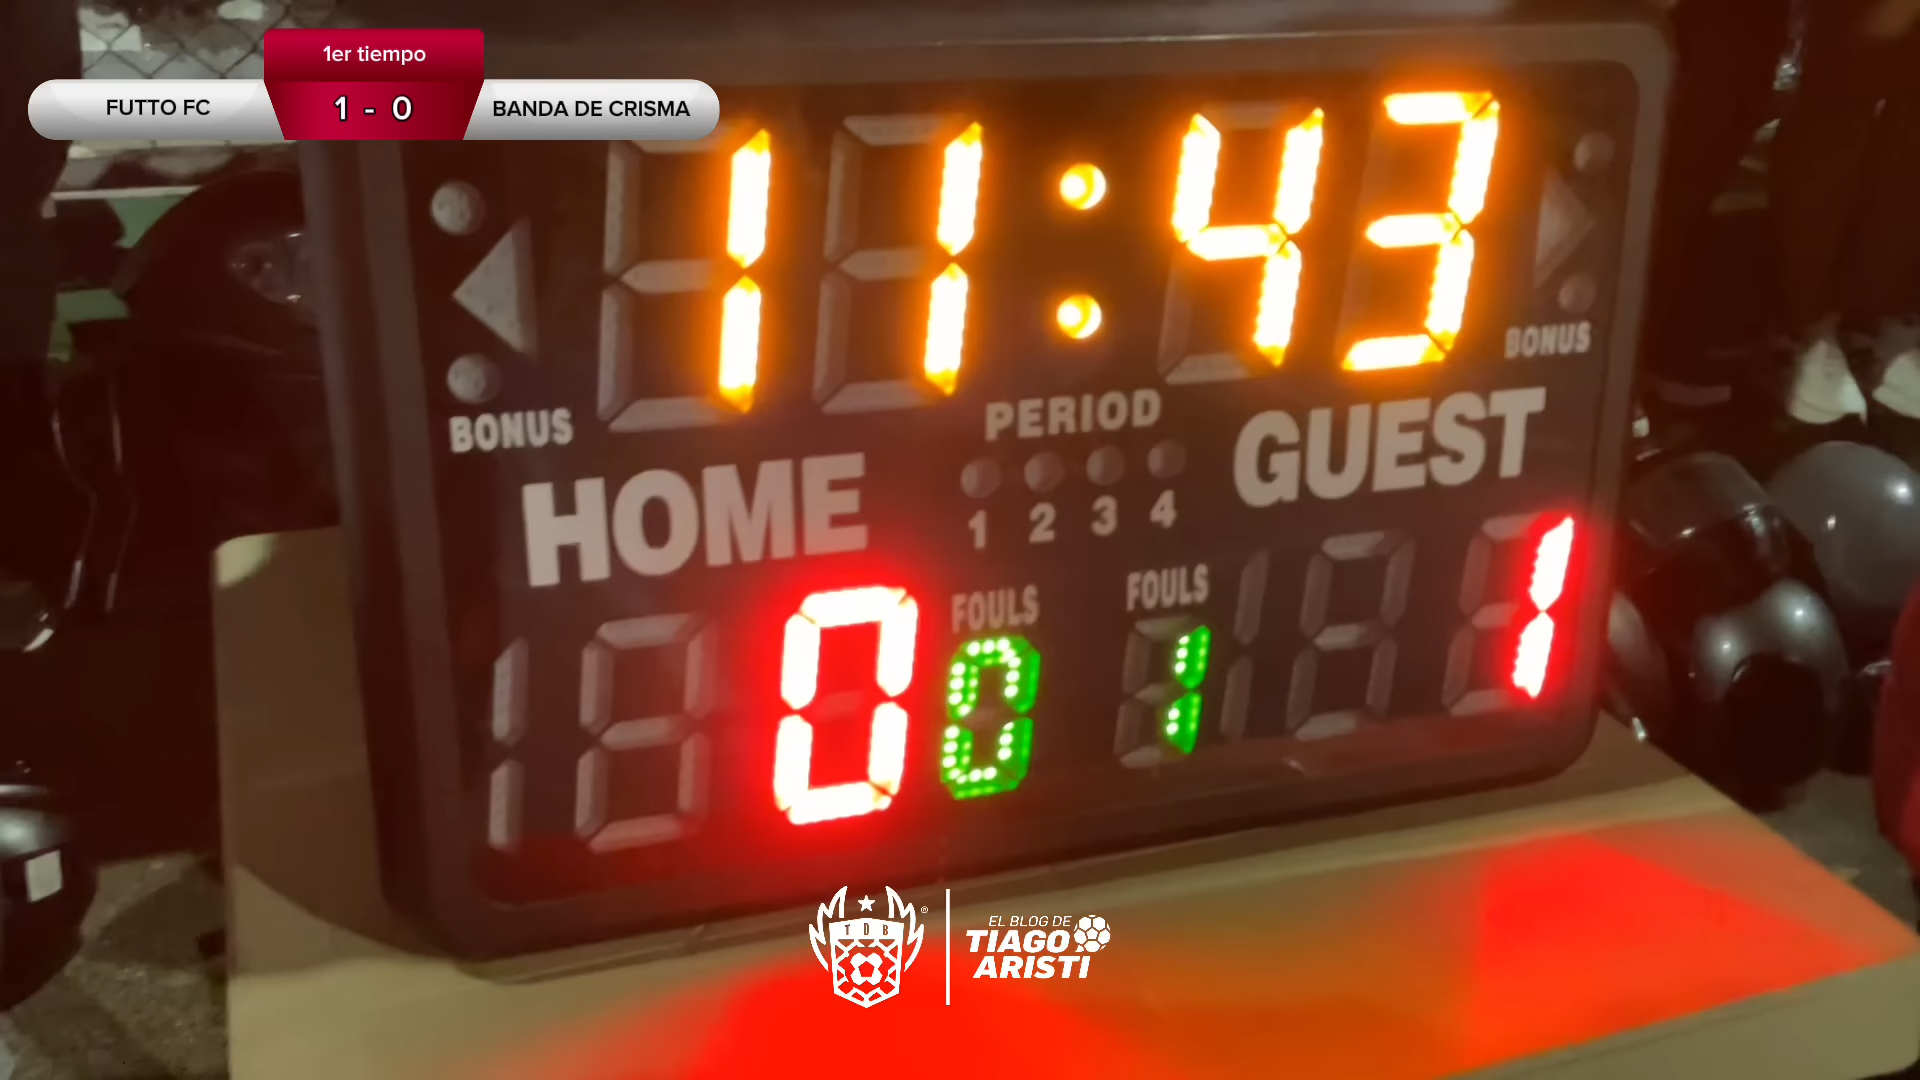 1er tiempo
FUTTO FC
1 - 0
BANDA DE CRISMA
11:43
BONUS
BONUS
PERIOD
HOME
GUEST
1 2 3 4
FOULS
FOULS
0
0
1
1
TDB
®
EL BLOG DE
TIAGO
ARISTI